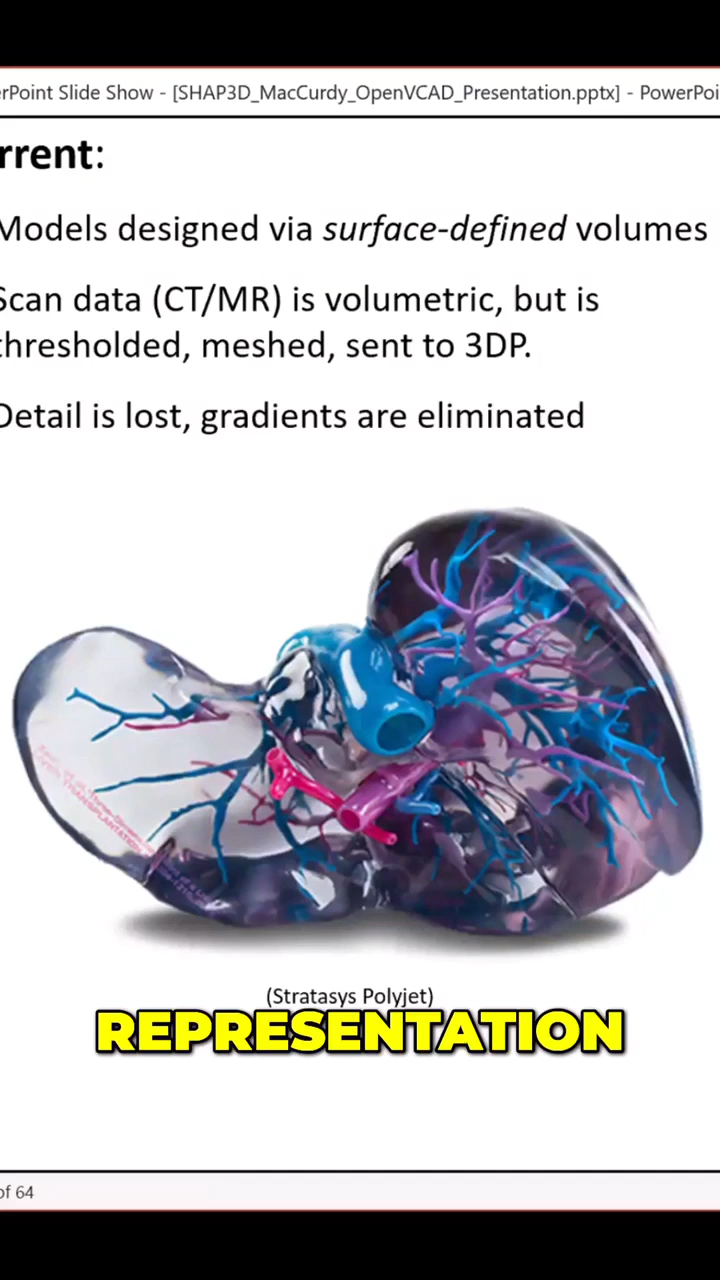 rPoint Slide Show - [SHAP3D_MacCurdy_OpenVCAD_Presentation.pptx] - PowerPoi
rrent:
Models designed via surface-defined volumes
Scan data (CT/MR) is volumetric, but is
thresholded, meshed, sent to 3DP.
Detail is lost, gradients are eliminated
(Stratasys Polyjet)
REPRESENTATION
of 64